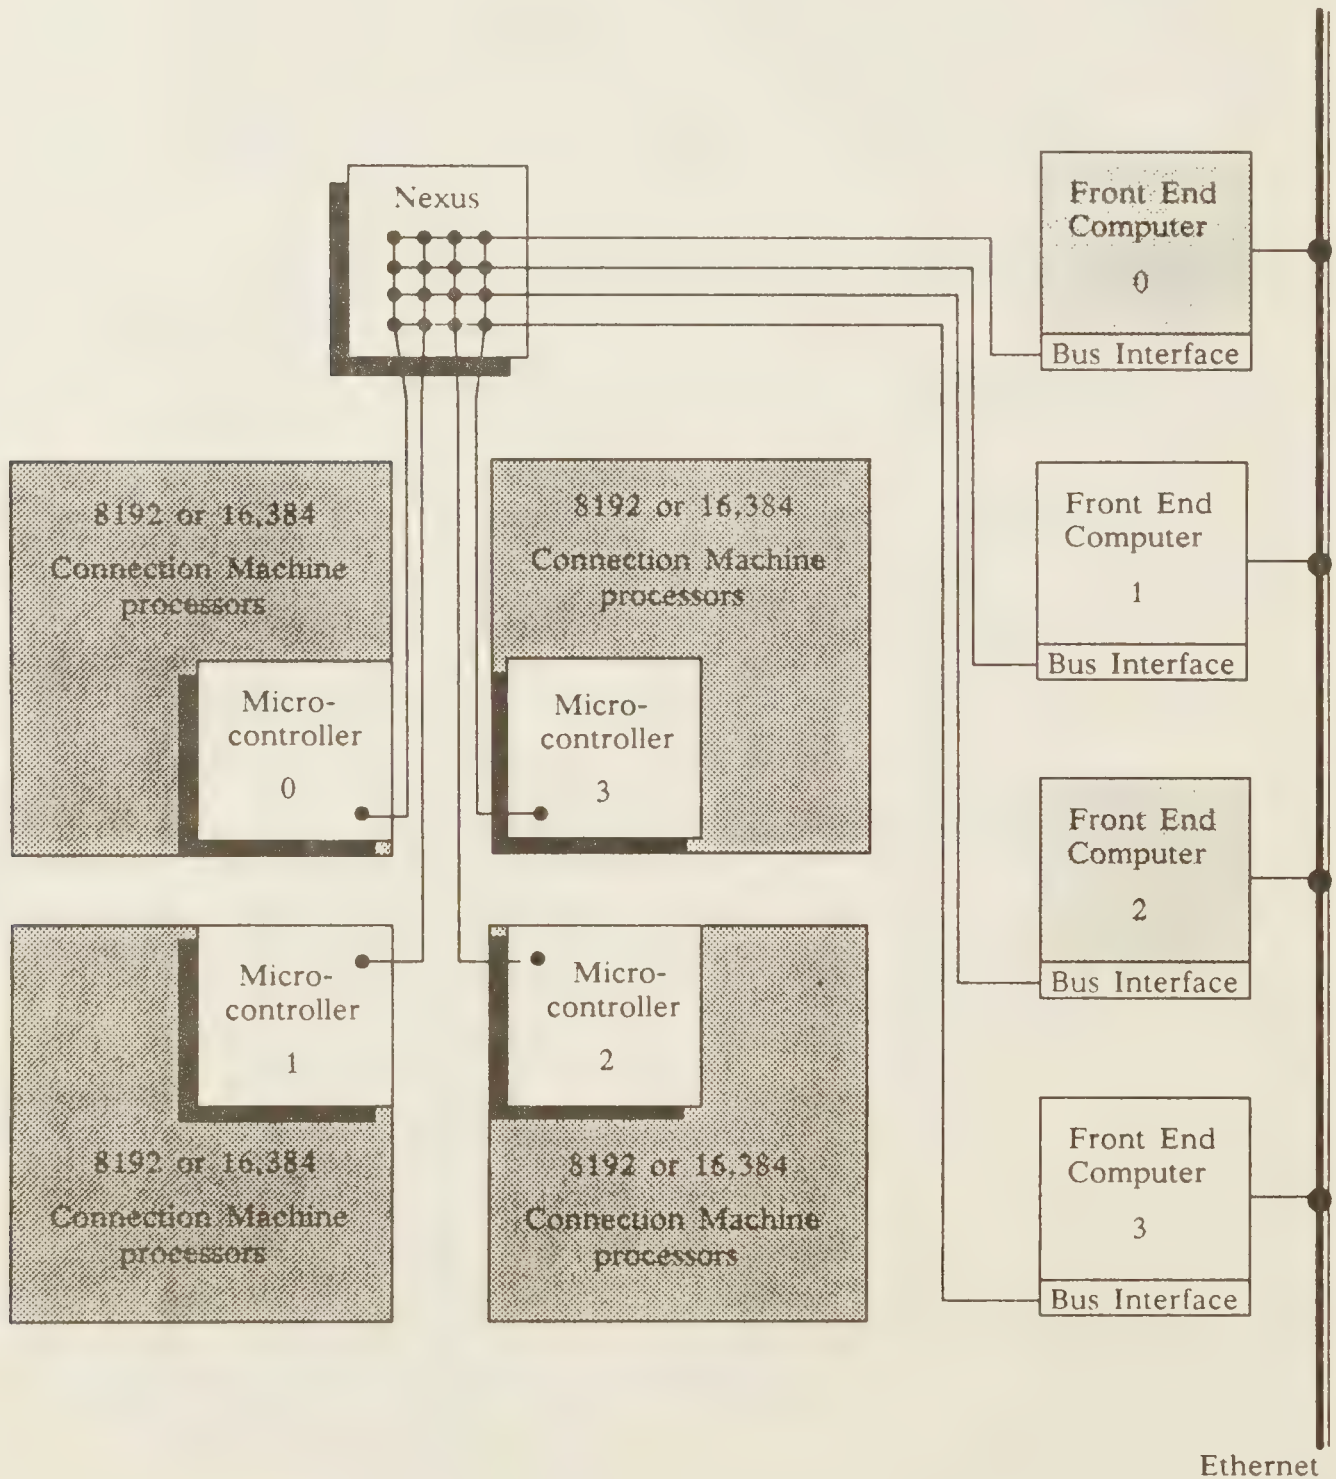 Nexus
Front End
Computer
0
Bus Interface
8192 or 16,384
Connection Machine
processors
Micro-
controller
0
8192 or 16,384
Connection Machine
processors
Micro-
controller
3
Front End
Computer
1
Bus Interface
Micro-
controller
1
8192 or 16,384
Connection Machine
processors
Micro-
controller
2
8192 or 16,384
Connection Machine
processors
Front End
Computer
2
Bus Interface
Front End
Computer
3
Bus Interface
Ethernet